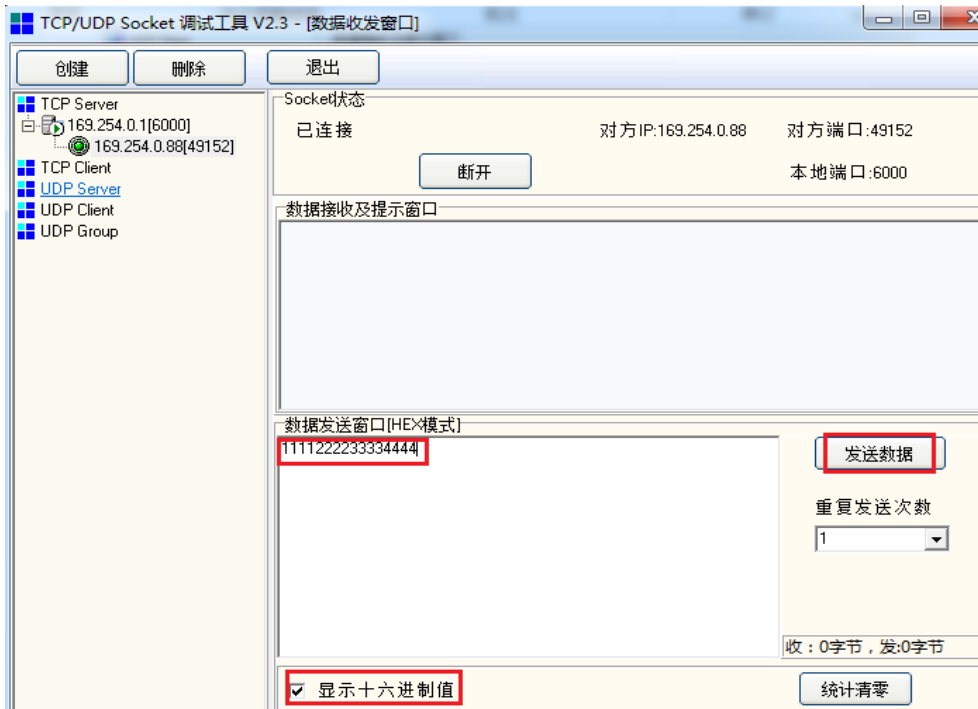 TCP/UDP Socket 调试工具 V2.3 - [数据收发窗口]
创建 删除 退出
TCP Server
169.254.0.1[6000]
169.254.0.88[49152]
TCP Client
UDP Server
UDP Client
UDP Group
Socket状态
已连接 对方IP:169.254.0.88 对方端口:49152
断开 本地端口:6000
数据接收及提示窗口
数据发送窗口[HEX模式]
1111222233334444
发送数据
重复发送次数
1
收：0字节，发:0字节
显示十六进制值 统计清零